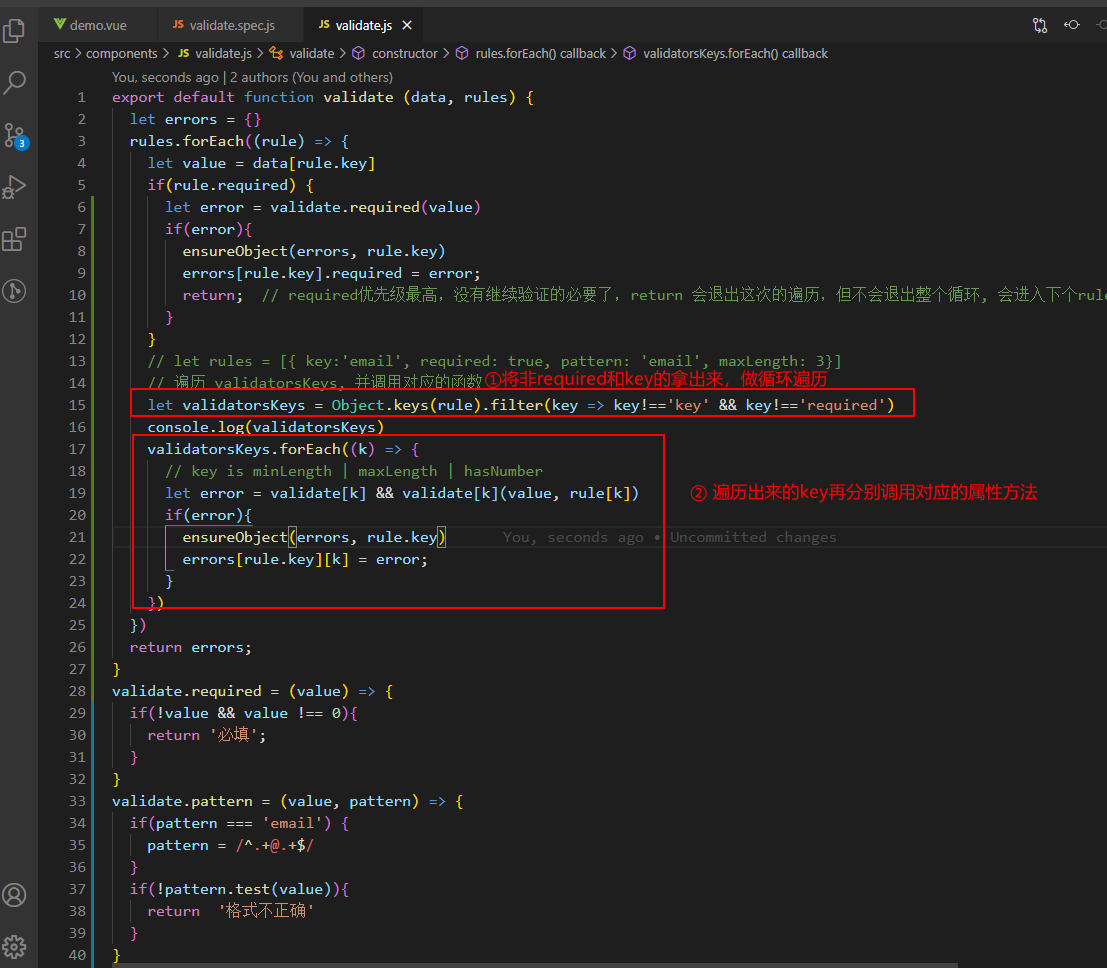 demo.vue JS validate.spec.js JS validate.js
src > components > JS validate.js > validate > constructor > rules.forEach() callback > validatorsKeys.forEach() callback
You, seconds ago | 2 authors (You and others)
1 export default function validate (data, rules) {
2 let errors = {}
3 rules.forEach((rule) => {
4 let value = data[rule.key]
5 if(rule.required) {
6 let error = validate.required(value)
7 if(error){
8 ensureObject(errors, rule.key)
9 errors[rule.key].required = error;
10 return; // required优先级最高，没有继续验证的必要了，return 会退出这次的遍历，但不会退出整个循环，会进入下个rul
11 }
12 }
13 // let rules = [{ key:'email', required: true, pattern: 'email', maxLength: 3}]
14 // 遍历 validatorsKeys, 并调用对应的函数 ①将非required和key的拿出来，做循环遍历
15 let validatorsKeys = Object.keys(rule).filter(key => key!=='key' && key!=='required')
16 console.log(validatorsKeys)
17 validatorsKeys.forEach((k) => {
18 // key is minLength | maxLength | hasNumber
19 let error = validate[k] && validate[k](value, rule[k]) ② 遍历出来的key再分别调用对应的属性方法
20 if(error){
21 ensureObject(errors, rule.key) You, seconds ago • Uncommitted changes
22 errors[rule.key][k] = error;
23 }
24 })
25 })
26 return errors;
27 }
28 validate.required = (value) => {
29 if(!value && value !== 0){
30 return '必填';
31 }
32 }
33 validate.pattern = (value, pattern) => {
34 if(pattern === 'email') {
35 pattern = /^.+@.+$/
36 }
37 if(!pattern.test(value)){
38 return '格式不正确'
39 }
40 }
3